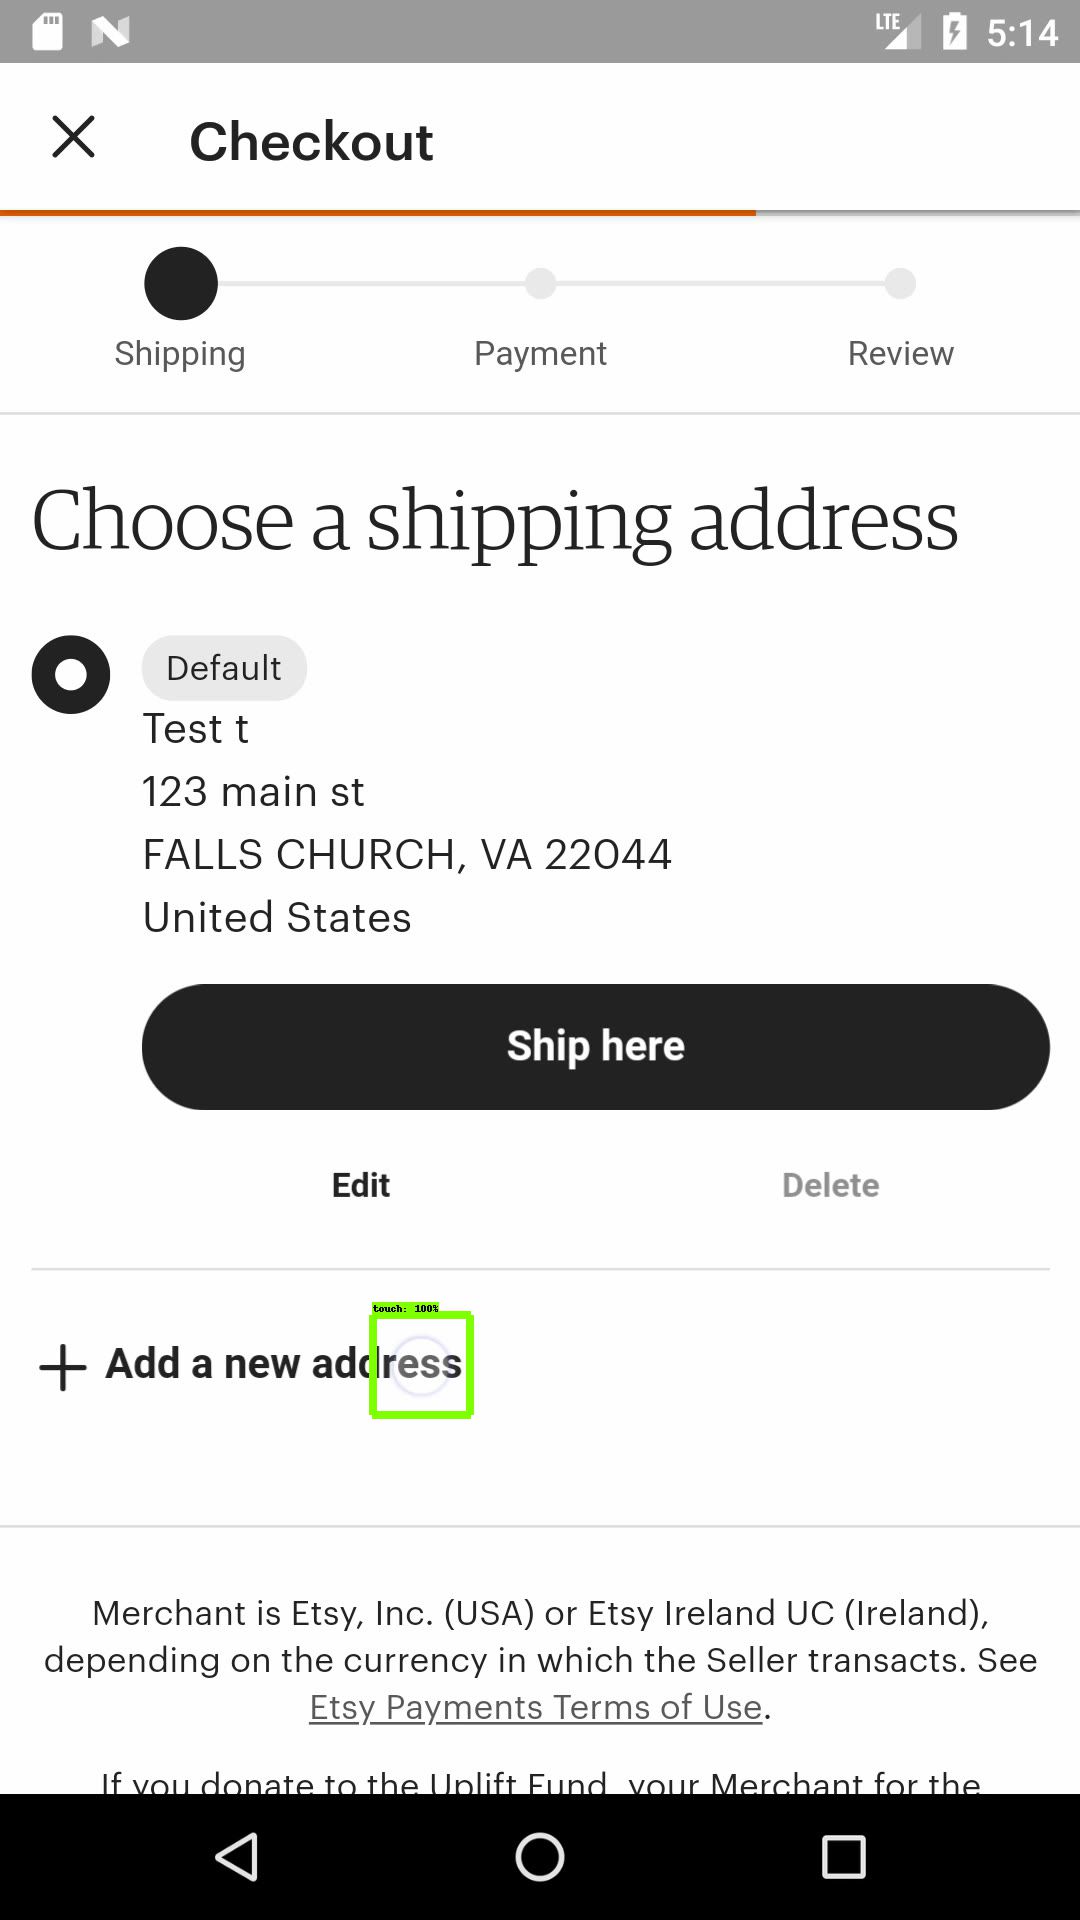 LTE 5:14
Checkout
Shipping Payment Review
Choose a shipping address
Default
Test t
123 main st
FALLS CHURCH, VA 22044
United States
Ship here
Edit Delete
touch: 100%
Add a new address
Merchant is Etsy, Inc. (USA) or Etsy Ireland UC (Ireland),
depending on the currency in which the Seller transacts. See
Etsy Payments Terms of Use.
If you donate to the Uplift Fund, your Merchant for the